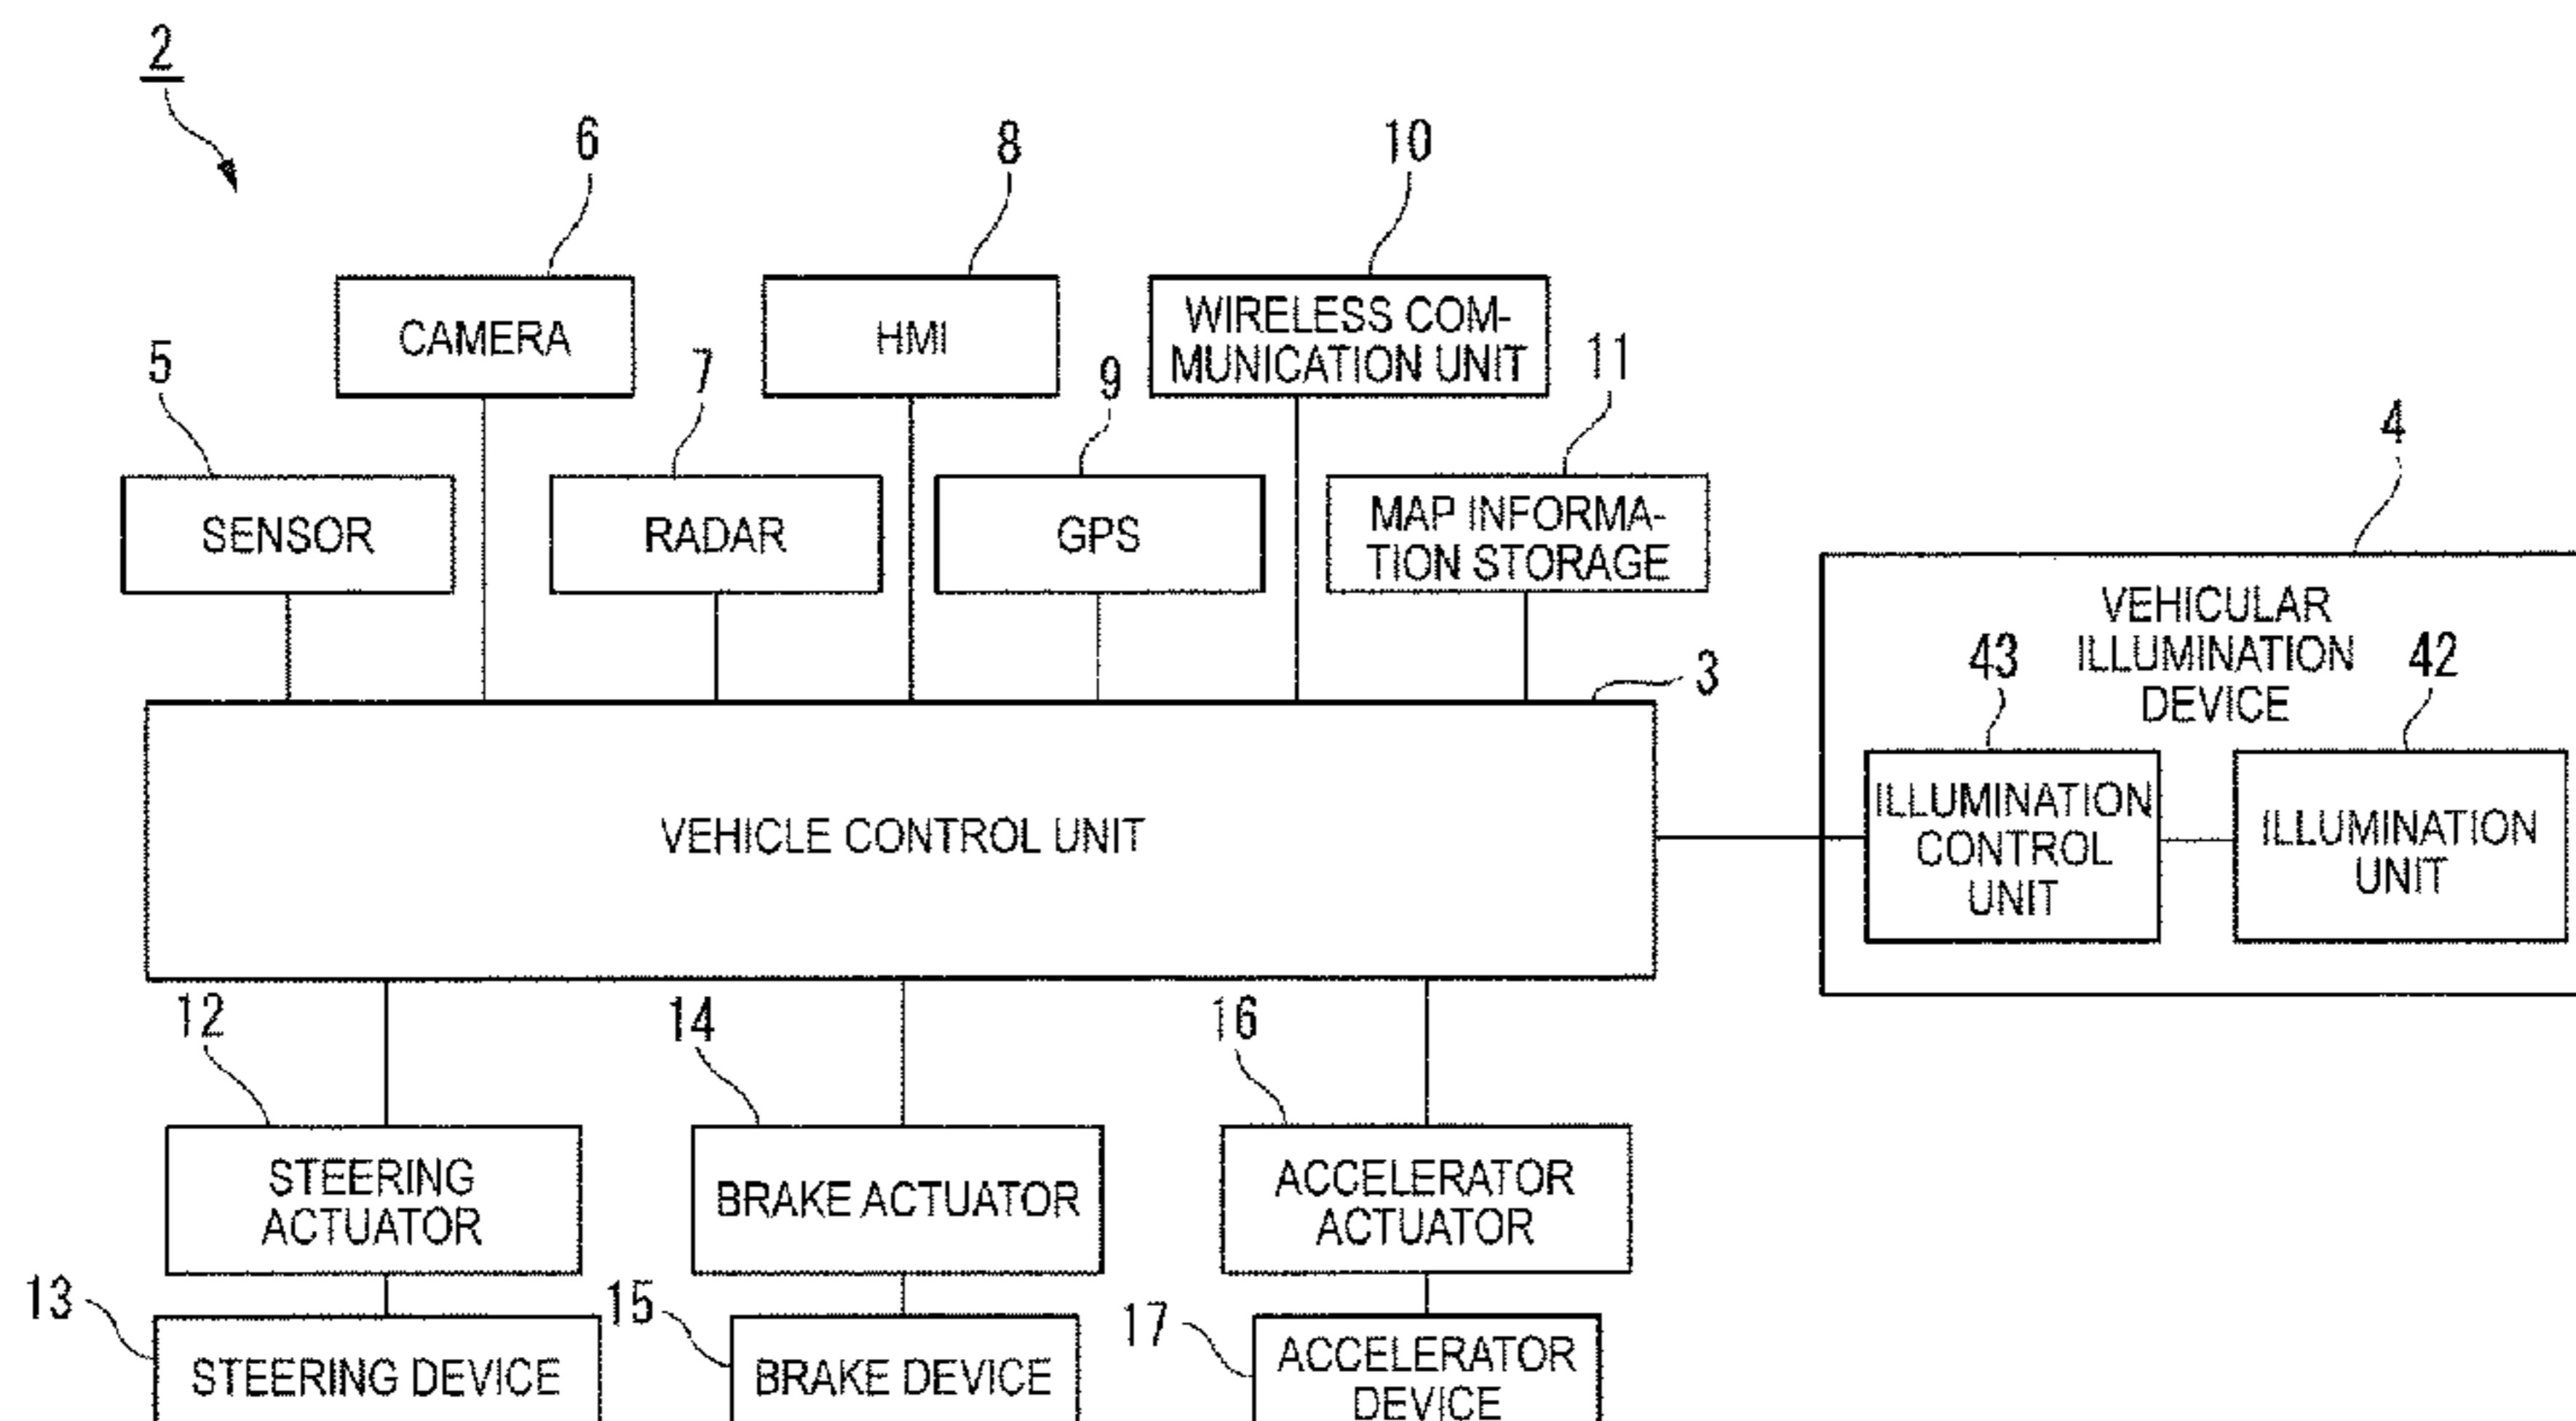 2
6
8
10
CAMERA
HMI
WIRELESS COM-
MUNICATION UNIT
5
7
9
11
SENSOR
RADAR
GPS
MAP INFORMA-
TION STORAGE
4
VEHICULAR
ILLUMINATION
DEVICE
43
42
3
VEHICLE CONTROL UNIT
ILLUMINATION
CONTROL
UNIT
ILLUMINATION
UNIT
12
14
16
STEERING
ACTUATOR
BRAKE ACTUATOR
ACCELERATOR
ACTUATOR
13
15
17
STEERING DEVICE
BRAKE DEVICE
ACCELERATOR
DEVICE